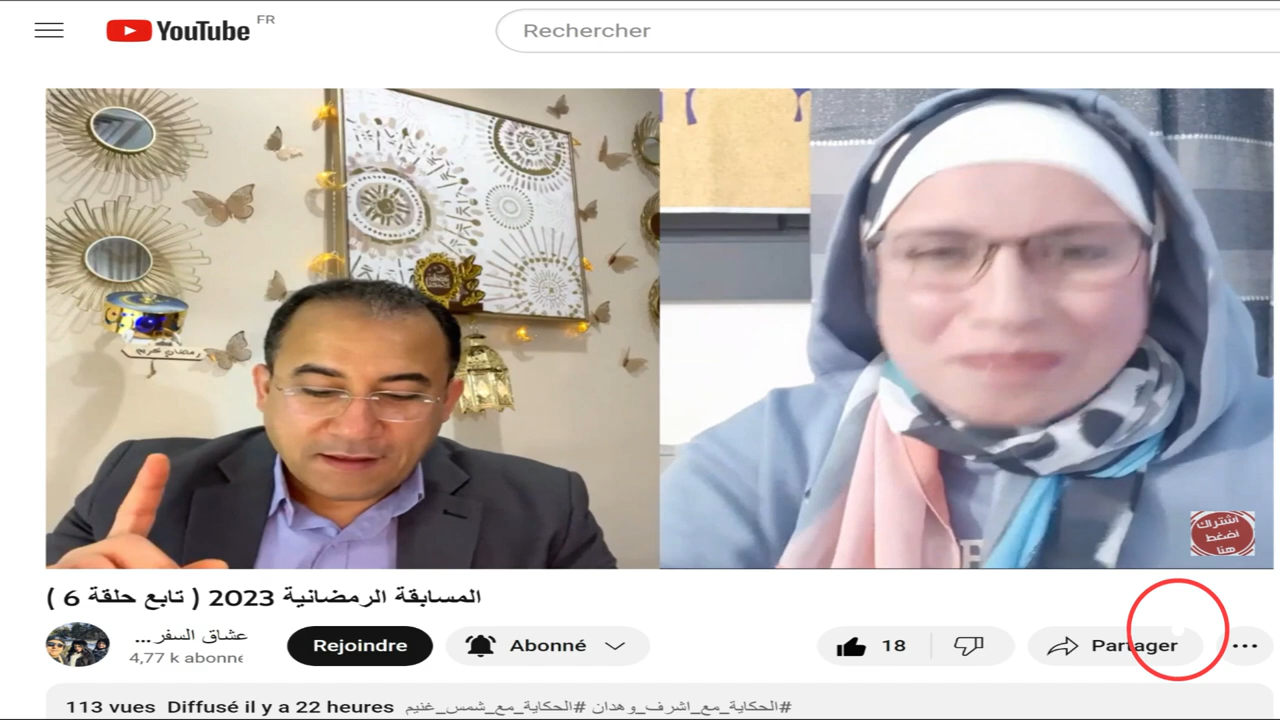 YouTube FR
Rechercher
رمضان كريم
اشتراك
اضغط
هنا
المسابقة الرمضانية 2023 ( تابع حلقة 6 )
عشاق السفر...
4,77 k abonné
Rejoindre
Abonné
18
Partager
113 vues Diffusé il y a 22 heures #الحكاية_مع_اشرف_وهدان #الحكاية_مع_شمس_غنيم